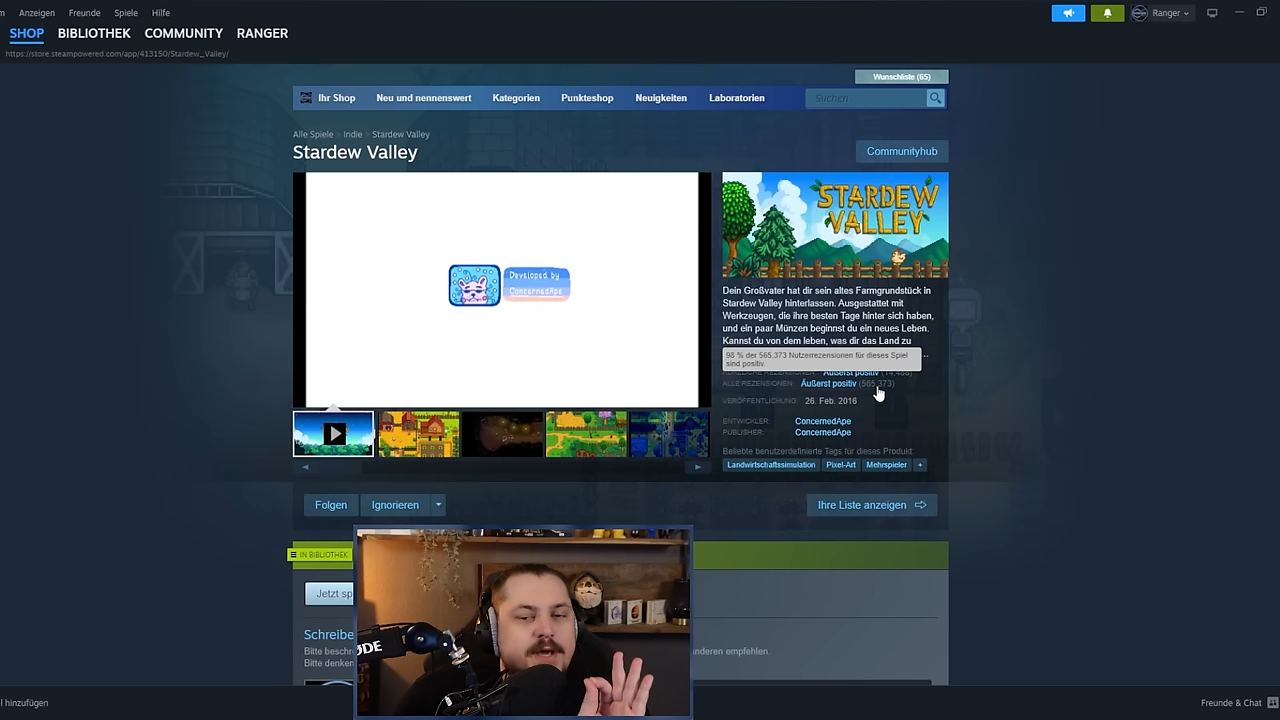 Anzeigen Freunde Spiele Hilfe
Ranger
SHOP BIBLIOTHEK COMMUNITY RANGER
https://store.steampowered.com/app/413150/Stardew_Valley/
Wunschliste (65)
Ihr Shop Neu und nennenswert Kategorien Punkteshop Neuigkeiten Laboratorien Suchen
Alle Spiele > Indie > Stardew Valley
Stardew Valley
Communityhub
Developed by
ConcernedApe
STARDEW
VALLEY
Dein Großvater hat dir sein altes Farmgrundstück in
Stardew Valley hinterlassen. Ausgestattet mit
Werkzeugen, die ihre besten Tage hinter sich haben,
und ein paar Münzen beginnst du ein neues Leben.
Kannst du von dem leben, was dir das Land zu
98 % der 565,373 Nutzerrezensionen für dieses Spiel
sind positiv.
KÜRZLICHE REZENSIONEN: Äußerst positiv
ALLE REZENSIONEN: Äußerst positiv (565,373)
VERÖFFENTLICHUNG: 26. Feb. 2016
ENTWICKLER: ConcernedApe
PUBLISHER: ConcernedApe
Beliebte benutzerdefinierte Tags für dieses Produkt:
Landwirtschaftssimulation Pixel-Art Mehrspieler +
Folgen Ignorieren Ihre Liste anzeigen
IN BIBLIOTHEK
Jetzt sp
Schreibe
Bitte beschr
anderen empfehlen.
Bitte denken
l hinzufügen
Freunde & Chat